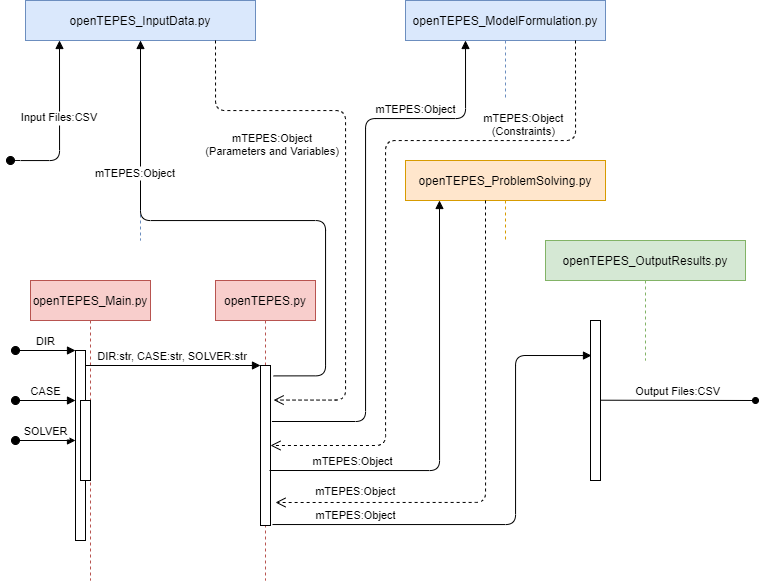 openTEPES_InputData.py
openTEPES_ModelFormulation.py
Input Files:CSV
mTEPES:Object
mTEPES:Object
(Constraints)
mTEPES:Object
(Parameters and Variables)
mTEPES:Object
openTEPES_ProblemSolving.py
openTEPES_OutputResults.py
openTEPES_Main.py
openTEPES.py
DIR
DIR:str, CASE:str, SOLVER:str
CASE
Output Files:CSV
SOLVER
mTEPES:Object
mTEPES:Object
mTEPES:Object